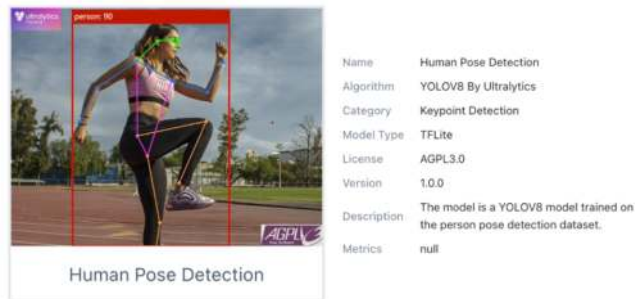 ultralytics
person: 90
AGPL
Human Pose Detection
Name Human Pose Detection
Algorithm YOLOV8 By Ultralytics
Category Keypoint Detection
Model Type TFLite
License AGPL3.0
Version 1.0.0
Description The model is a YOLOV8 model trained on
the person pose detection dataset.
Metrics null